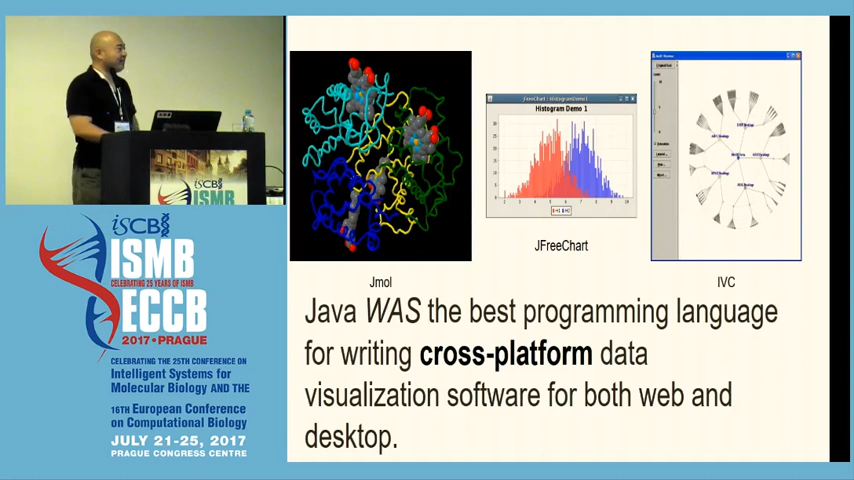 iSCB
ISMB
iSCB
ISMB
CELEBRATING 25 YEARS OF ISMB
ECCB
2017 • PRAGUE
CELEBRATING THE 25TH CONFERENCE ON
Intelligent Systems for
Molecular Biology AND THE
16TH European Conference
on Computational Biology
JULY 21-25, 2017
PRAGUE CONGRESS CENTRE
JFreeChart : HistogramDemo1
Histogram Demo 1
Jmol
JFreeChart
IVC
Java WAS the best programming language
for writing cross-platform data
visualization software for both web and
desktop.